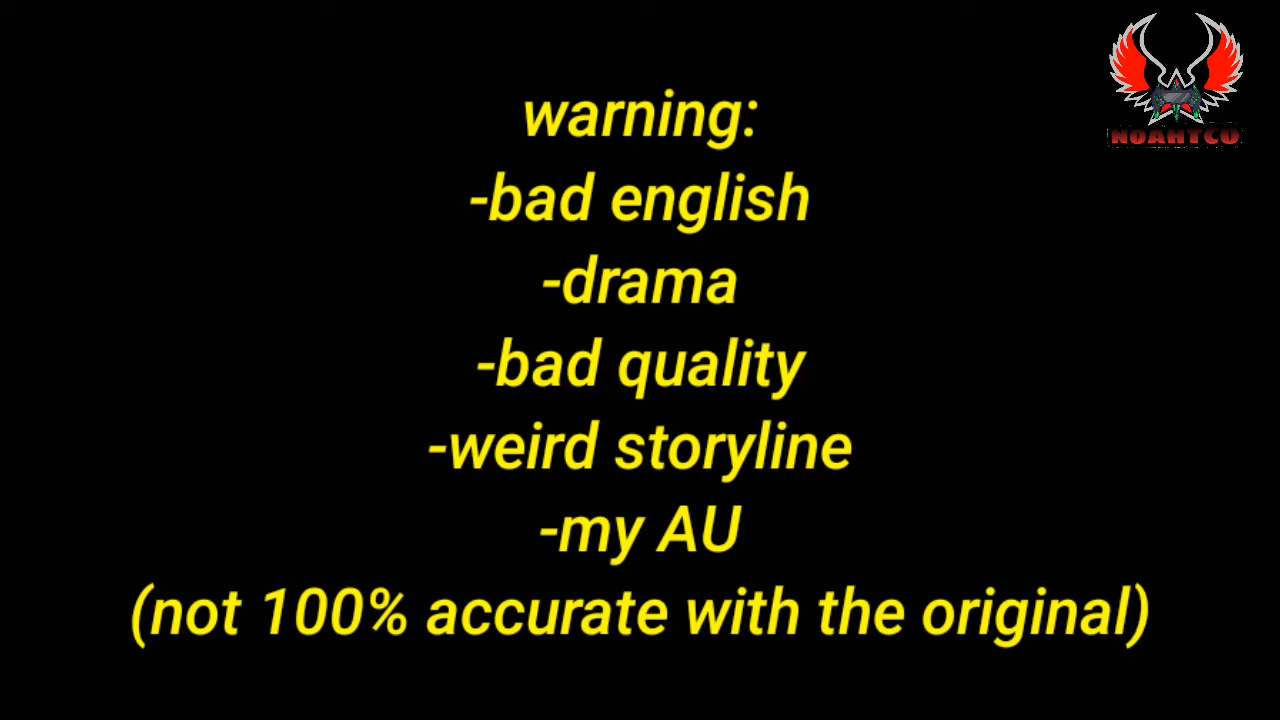 NOAHTCO
warning:
-bad english
-drama
-bad quality
-weird storyline
-my AU
(not 100% accurate with the original)